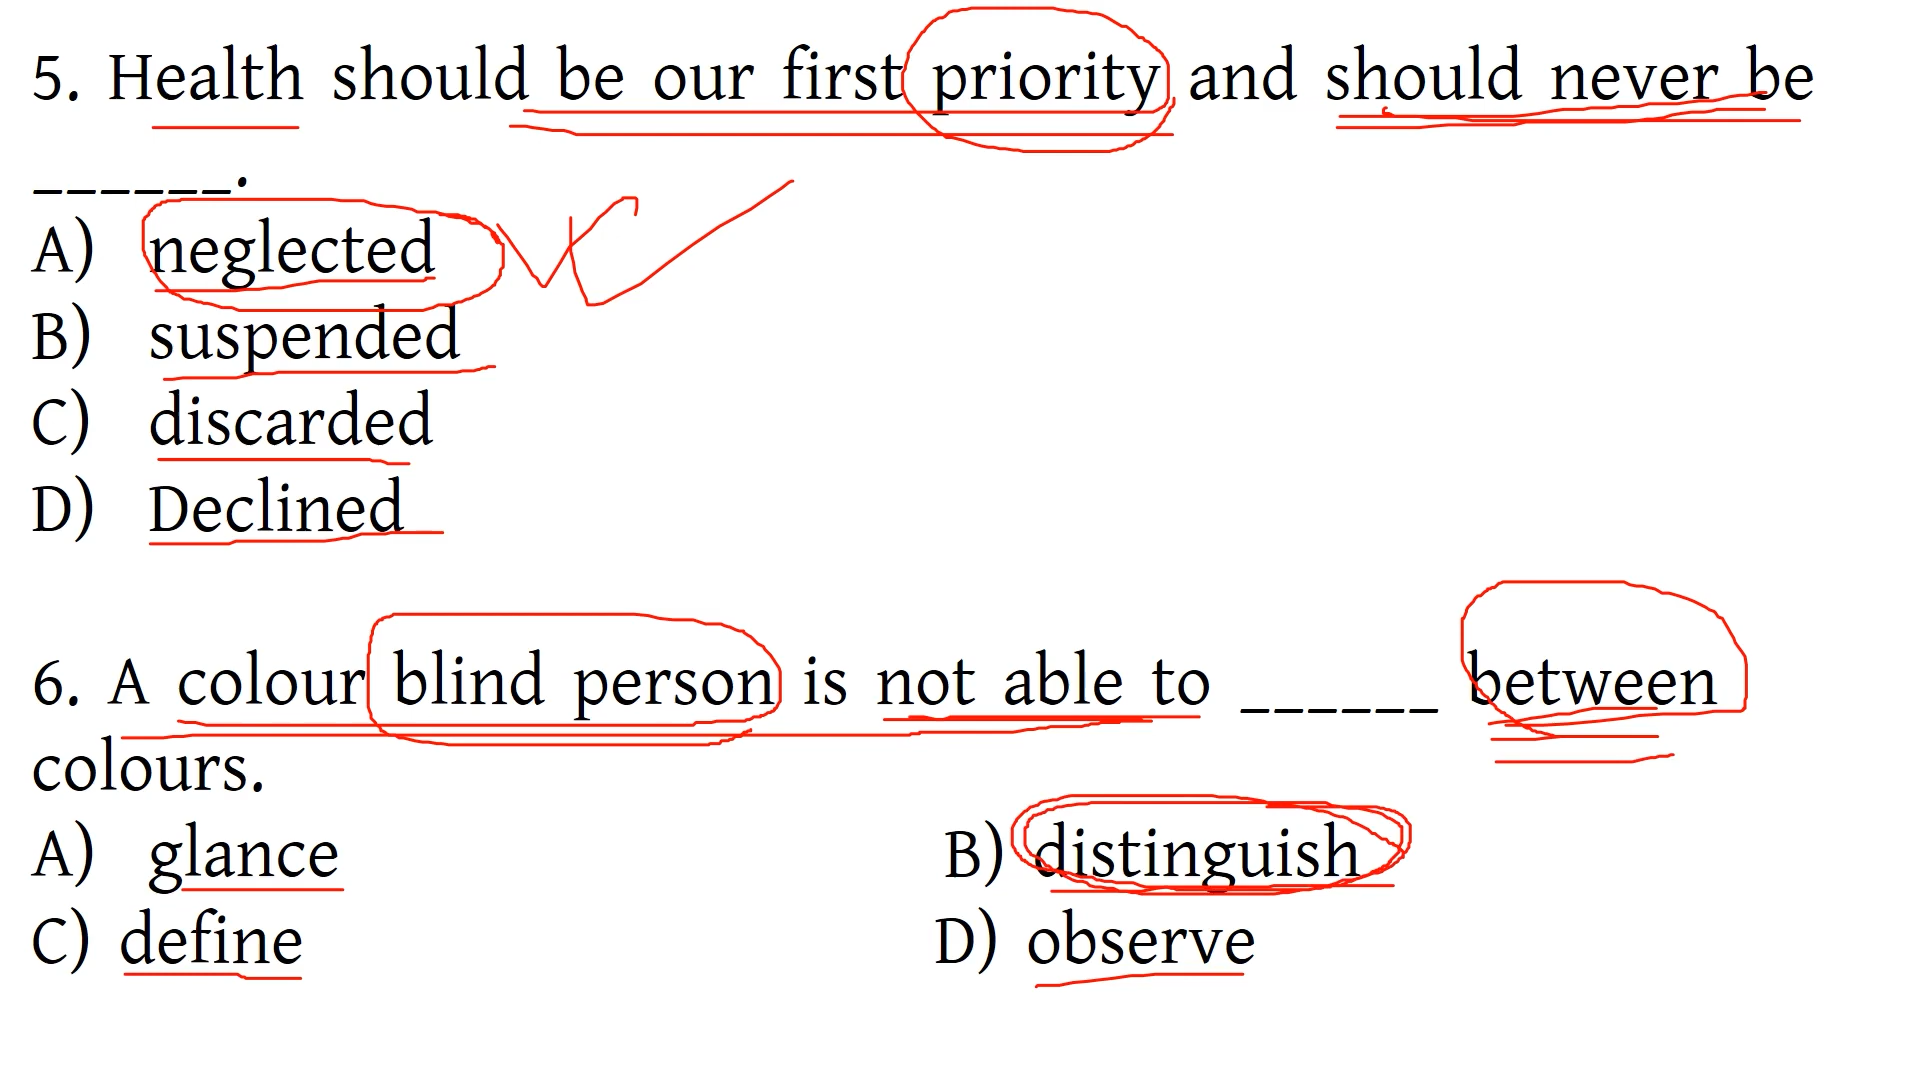 5. Health should be our first priority and should never be
______.
A) neglected
B) suspended
C) discarded
D) Declined
6. A colour blind person is not able to ______ between
colours.
A) glance B) distinguish
C) define D) observe